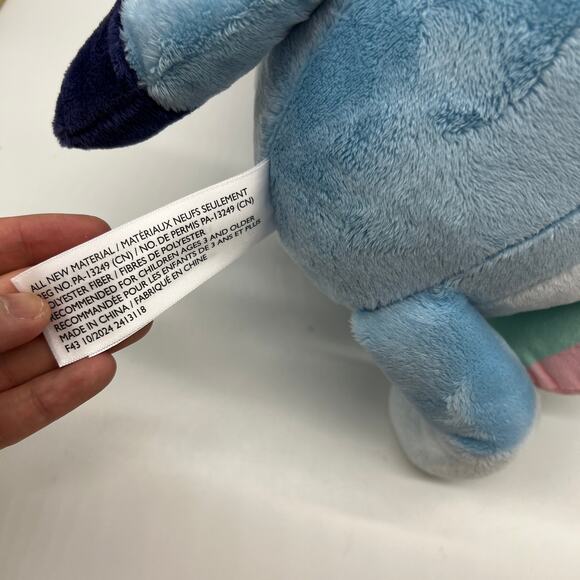 ALL NEW MATERIAL / MATÉRIAUX NEUFS SEULEMENT
REG NO. PA-13249 (CN) / NO. DE PERMIS PA-13249 (CN)
POLYESTER FIBER / FIBRES DE POLYESTER
RECOMMENDED FOR CHILDREN AGES 3 AND OLDER
RECOMMANDÉE POUR LES ENFANTS DE 3 ANS ET PLUS
MADE IN CHINA / FABRIQUÉ EN CHINE
F43 10/2024 2413118